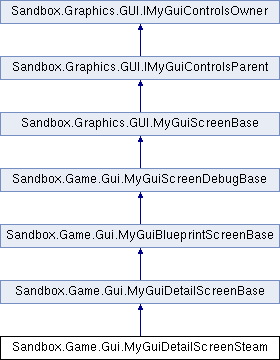 Sandbox.Graphics.GUI.IMyGuiControlsOwner
Sandbox.Graphics.GUI.IMyGuiControlsParent
Sandbox.Graphics.GUI.MyGuiScreenBase
Sandbox.Game.Gui.MyGuiScreenDebugBase
Sandbox.Game.Gui.MyGuiBlueprintScreenBase
Sandbox.Game.Gui.MyGuiDetailScreenBase
Sandbox.Game.Gui.MyGuiDetailScreenSteam